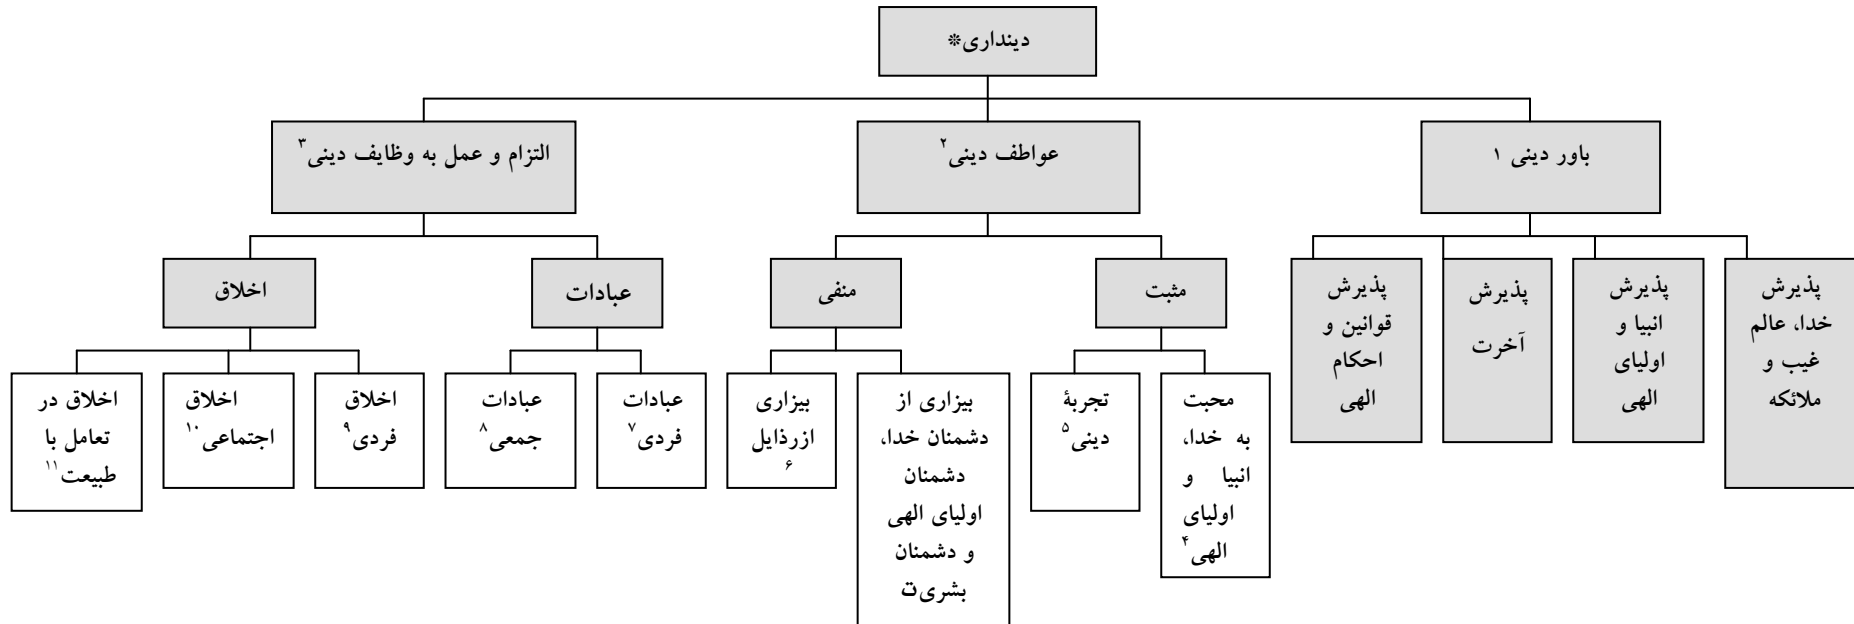 دینداری*
باور دینی ۱
عواطف دینی۲
التزام و عمل به وظایف دینی۳
پذیرش
خدا، عالم
غیب و
ملائکه
پذیرش
انبیا و
اولیای
الهی
پذیرش
آخرت
پذیرش
قوانین و
احکام
الهی
مثبت
منفی
عبادات
اخلاق
محبت
به خدا،
انبیا و
اولیای
الهی۴
تجربهٔ
دینی۵
بیزاری از
دشمنان خدا،
دشمنان
اولیای الهی
و دشمنان
بشریت
بیزاری
ازرذایل
۶
عبادات
فردی۷
عبادات
جمعی۸
اخلاق
فردی۹
اخلاق
اجتماعی۱۰
اخلاق در
تعامل با
طبیعت۱۱